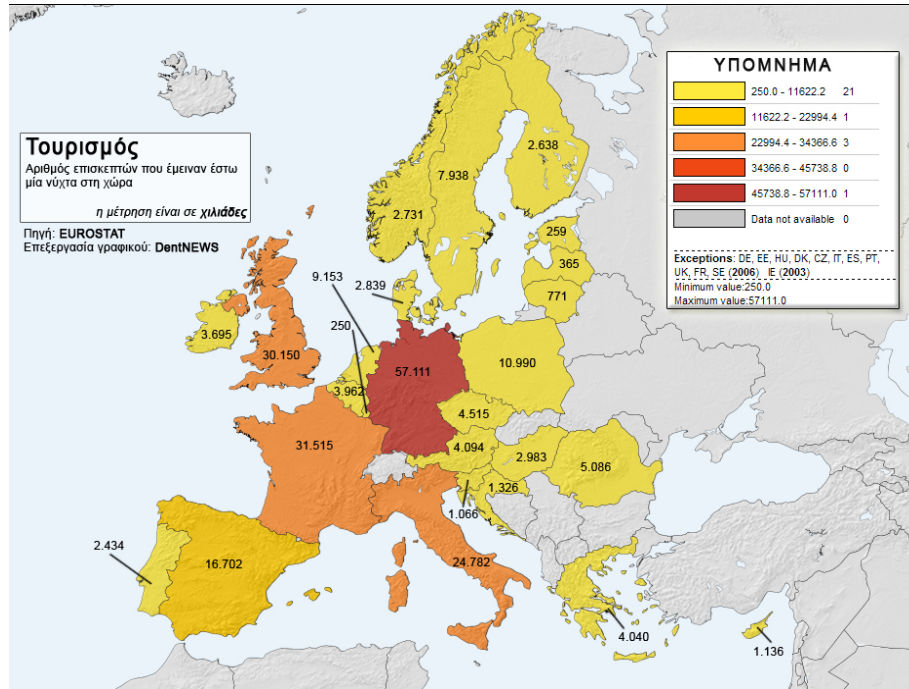 Τουρισμός
Αριθμός επισκεπτών που έμειναν έστω
μία νύχτα στη χώρα
η μέτρηση είναι σε χιλιάδες
Πηγή: EUROSTAT
Επεξεργασία γραφικού: DentNEWS
ΥΠΟΜΝΗΜΑ
250.0 - 11622.2 21
11622.2 - 22994.4 1
22994.4 - 34366.6 3
34366.6 - 45738.8 0
45738.8 - 57111.0 1
Data not available 0
Exceptions: DE, EE, HU, DK, CZ, IT, ES, PT,
UK, FR, SE (2006) IE (2003)
Minimum value:250.0
Maximum value:57111.0
2.638
7.938
2.731
259
365
771
9.153
2.839
250
3.695
30.150
57.111
10.990
3.962
4.515
31.515
4.094
2.983
5.086
1.326
1.066
2.434
16.702
24.782
4.040
1.136